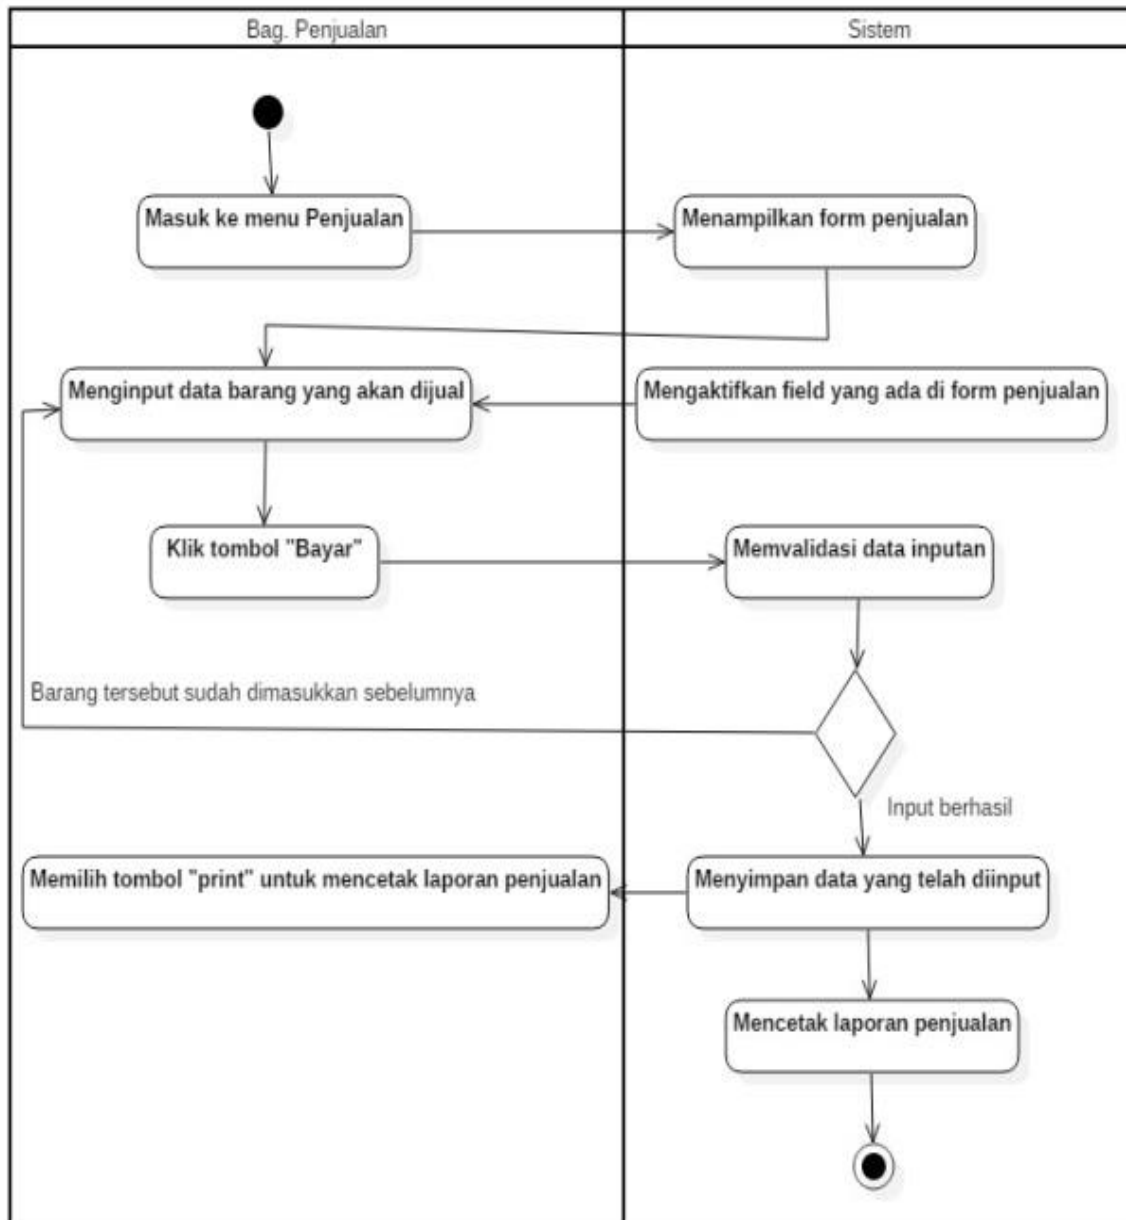 Bag. Penjualan
Sistem
Masuk ke menu Penjualan
Menampilkan form penjualan
Menginput data barang yang akan dijual
Mengaktifkan field yang ada di form penjualan
Klik tombol "Bayar"
Memvalidasi data inputan
Barang tersebut sudah dimasukkan sebelumnya
Input berhasil
Memilih tombol "print" untuk mencetak laporan penjualan
Menyimpan data yang telah diinput
Mencetak laporan penjualan